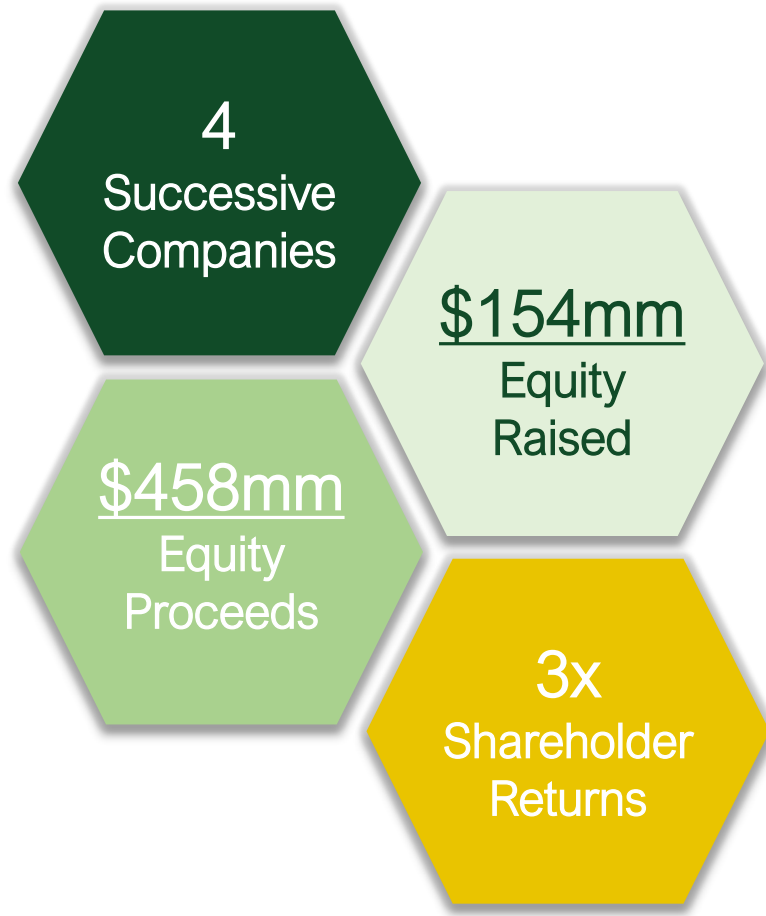 4
Successive
Companies
$154mm
Equity
Raised
$458mm
Equity
Proceeds
3x
Shareholder
Returns